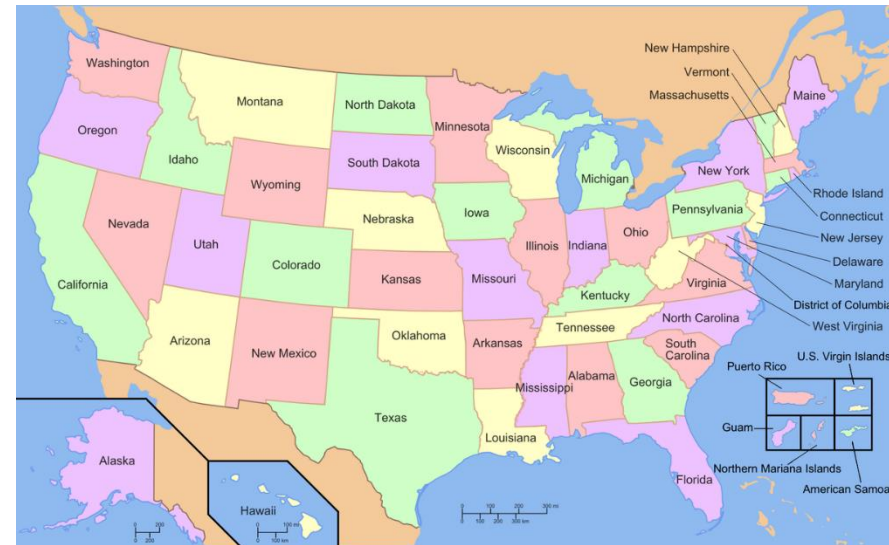 New Hampshire
Vermont
Massachusetts
Washington
Montana
North Dakota
Minnesota
Maine
Oregon
Idaho
South Dakota
Wisconsin
Michigan
New York
Wyoming
Rhode Island
Nevada
Utah
Nebraska
Iowa
Pennsylvania
Connecticut
New Jersey
Colorado
Illinois
Indiana
Ohio
California
Kansas
Missouri
Kentucky
Virginia
Delaware
Maryland
District of Columbia
West Virginia
Arizona
Oklahoma
Tennessee
North Carolina
New Mexico
Arkansas
South
Carolina
Mississippi
Alabama
Georgia
Texas
Louisiana
Florida
Puerto Rico
U.S. Virgin Islands
Guam
Northern Mariana Islands
American Samoa
Alaska
Hawaii